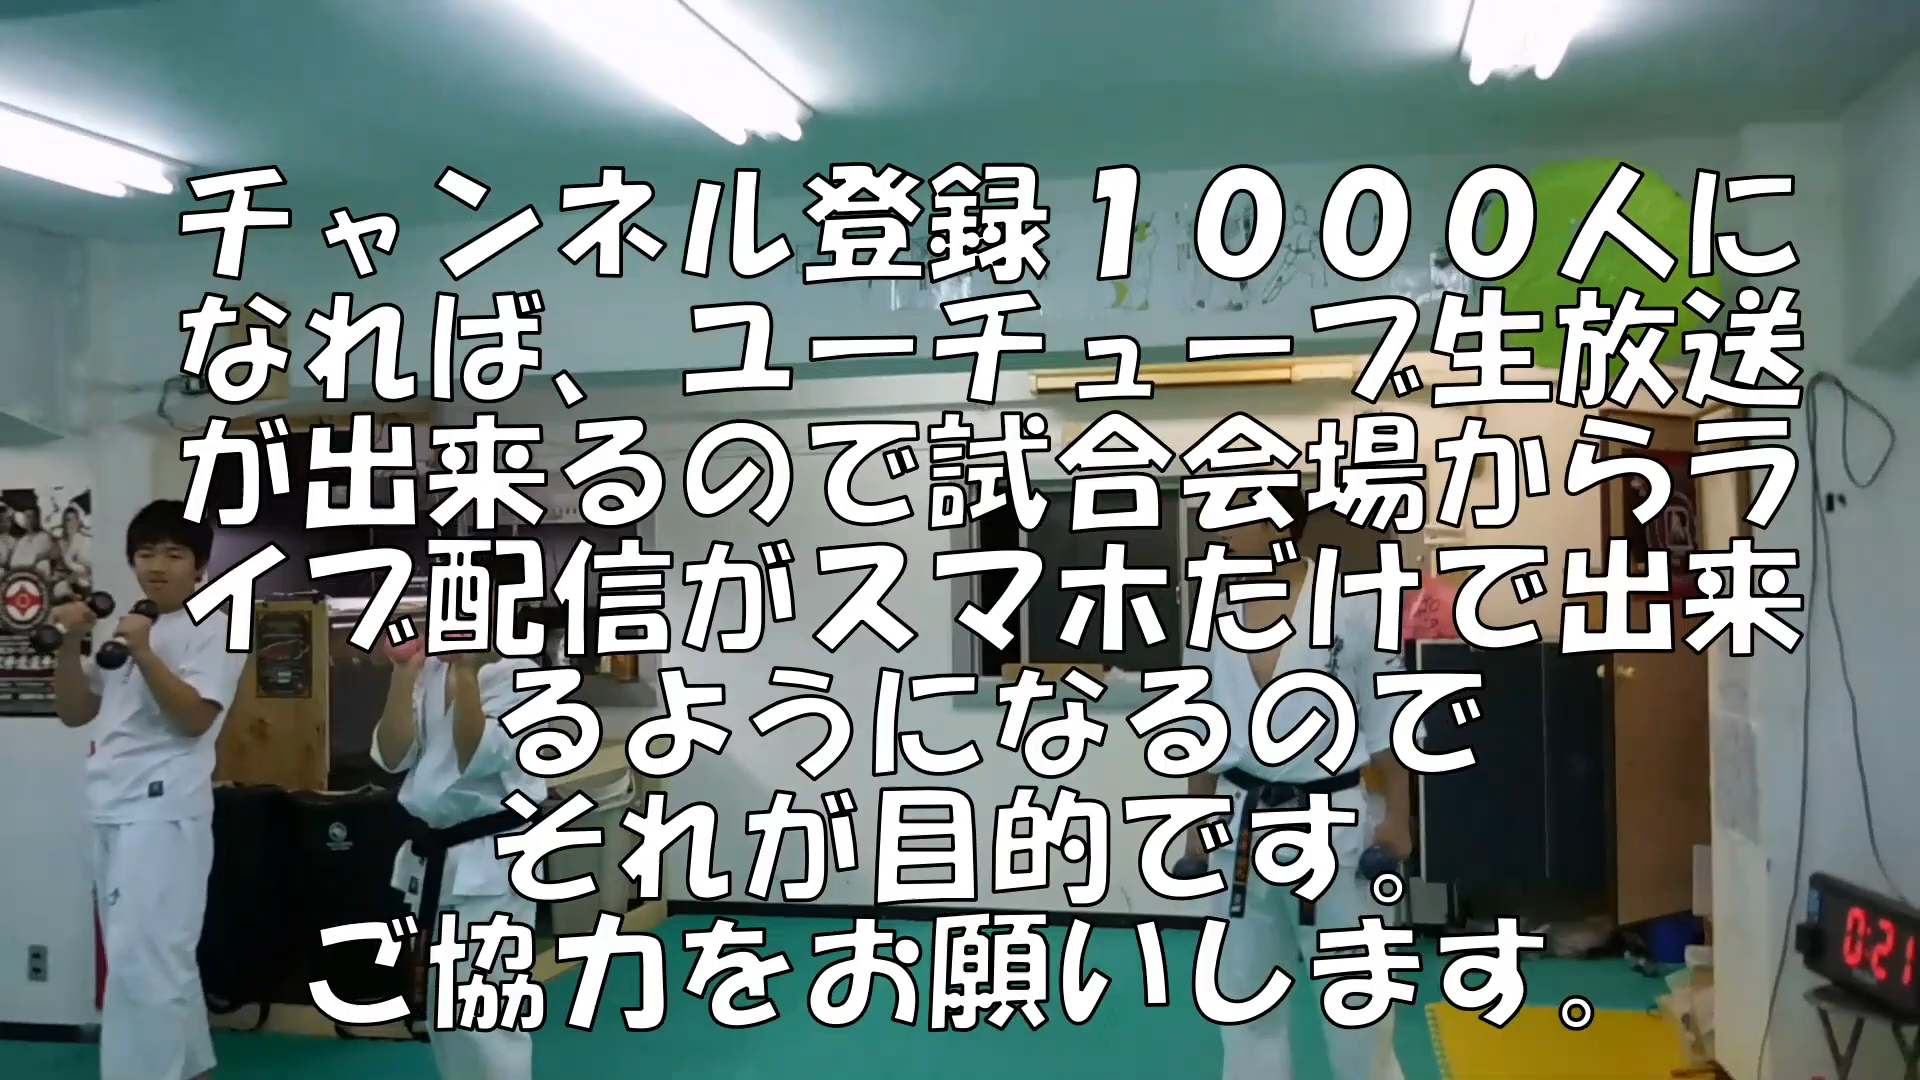 チャンネル登録１０００人に
なれば、ユーチューブ生放送
が出来るので試合会場からラ
イブ配信がスマホだけで出来
るようになるので
それが目的です。
ご協力をお願いします。
0:21